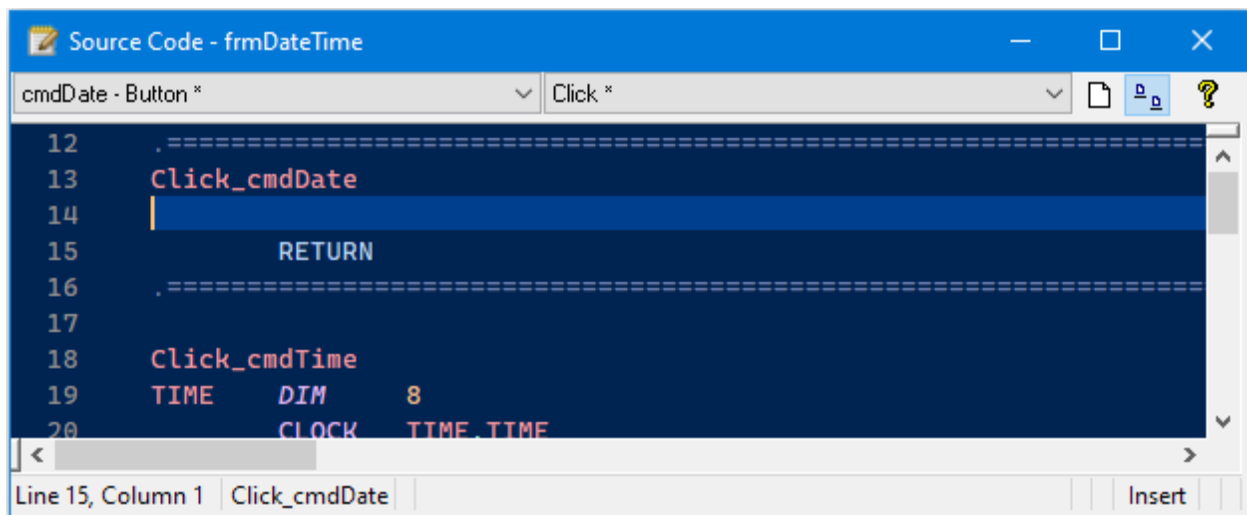 Source Code - frmDateTime
cmdDate - Button * Click *
12 .==================================================================
13 Click_cmdDate
14
15 RETURN
16 .==================================================================
17
18 Click_cmdTime
19 TIME DIM 8
20 CLOCK TIME,TIME
Line 15, Column 1 Click_cmdDate Insert